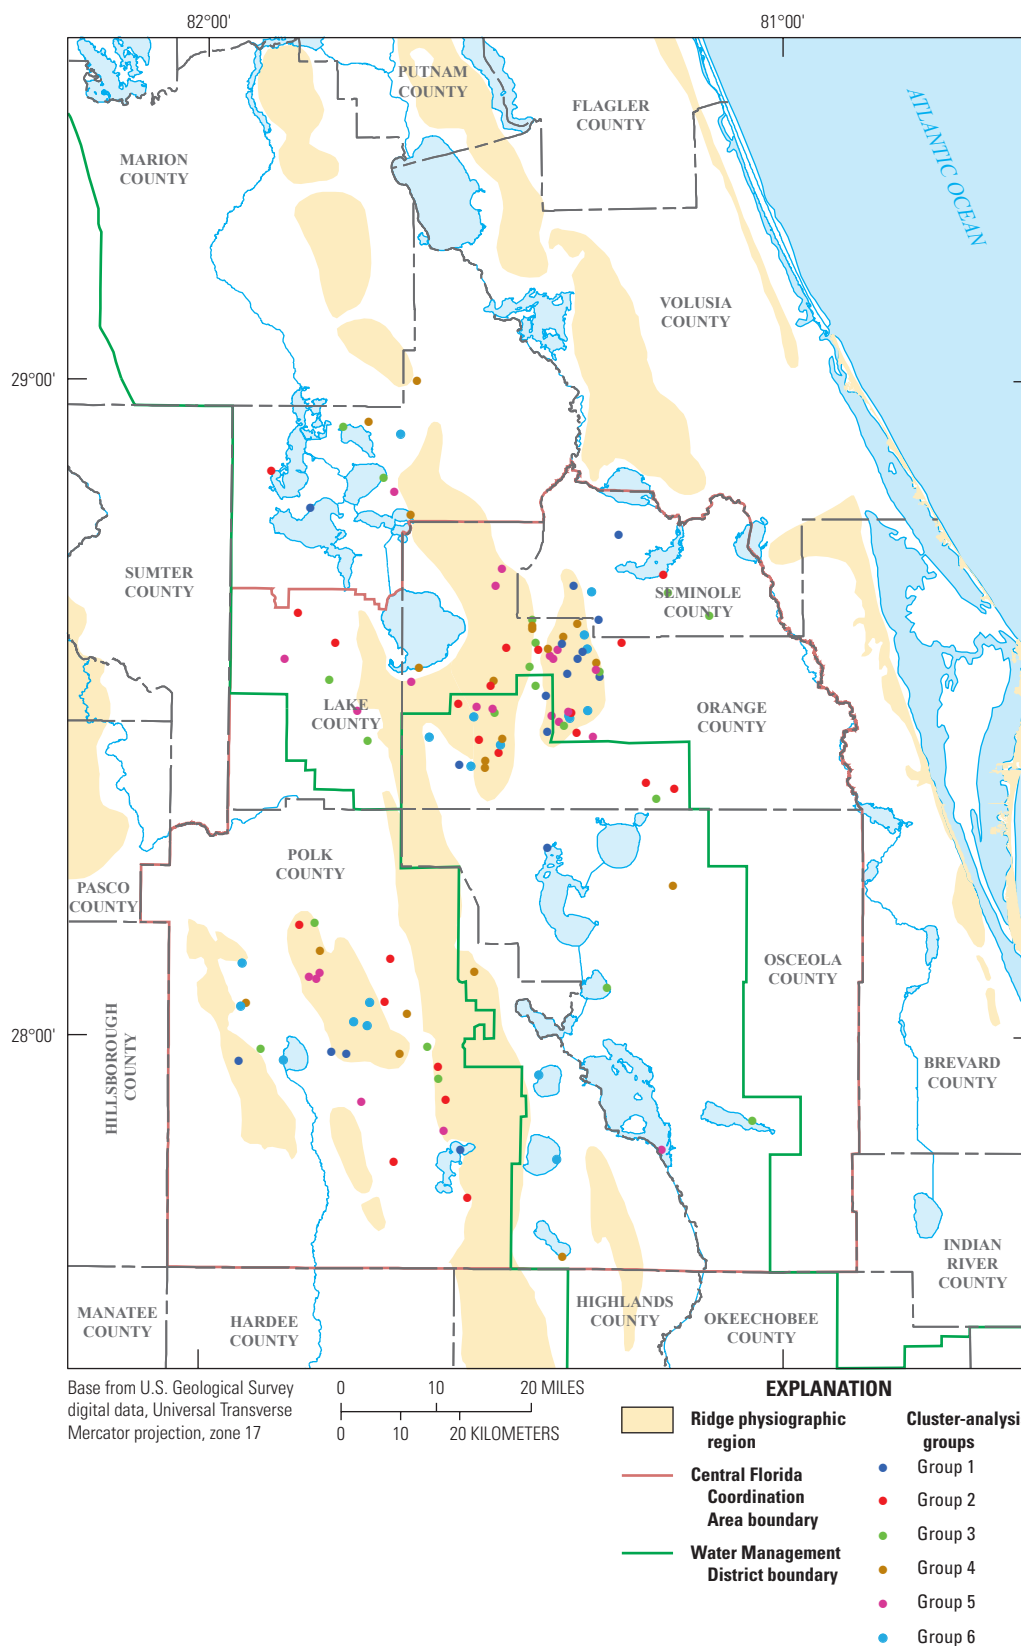 82°00'
81°00'
PUTNAM
COUNTY
FLAGLER
COUNTY
ATLANTIC OCEAN
MARION
COUNTY
VOLUSIA
COUNTY
29°00'
SUMTER
COUNTY
SEMINOLE
COUNTY
LAKE
COUNTY
ORANGE
COUNTY
POLK
COUNTY
PASCO
COUNTY
OSCEOLA
COUNTY
HILLSBOROUGH
COUNTY
28°00'
BREVARD
COUNTY
INDIAN
RIVER
COUNTY
MANATEE
COUNTY
HARDEE
COUNTY
HIGHLANDS
COUNTY
OKEECHOBEE
COUNTY
Base from U.S. Geological Survey
digital data, Universal Transverse
Mercator projection, zone 17
0 10 20 MILES
0 10 20 KILOMETERS
EXPLANATION
Ridge physiographic
region
Central Florida
Coordination
Area boundary
Water Management
District boundary
Cluster-analysi
groups
Group 1
Group 2
Group 3
Group 4
Group 5
Group 6